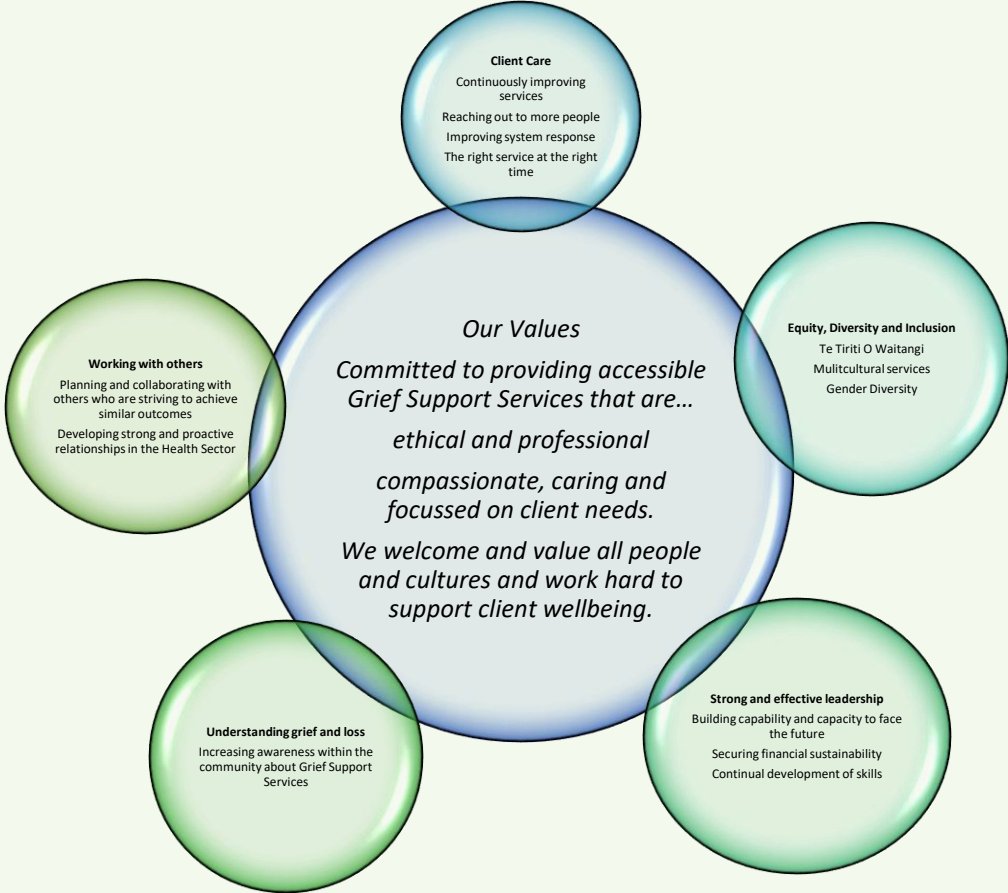 Client Care
Continuously improving
services
Reaching out to more people
Improving system response
The right service at the right
time
Equity, Diversity and Inclusion
Te Tiriti O Waitangi
Mulitcultural services
Gender Diversity
Strong and effective leadership
Building capability and capacity to face
the future
Securing financial sustainability
Continual development of skills
Understanding grief and loss
Increasing awareness within the
community about Grief Support
Services
Working with others
Planning and collaborating with
others who are striving to achieve
similar outcomes
Developing strong and proactive
relationships in the Health Sector
Our Values
Committed to providing accessible
Grief Support Services that are…
ethical and professional
compassionate, caring and
focussed on client needs.
We welcome and value all people
and cultures and work hard to
support client wellbeing.